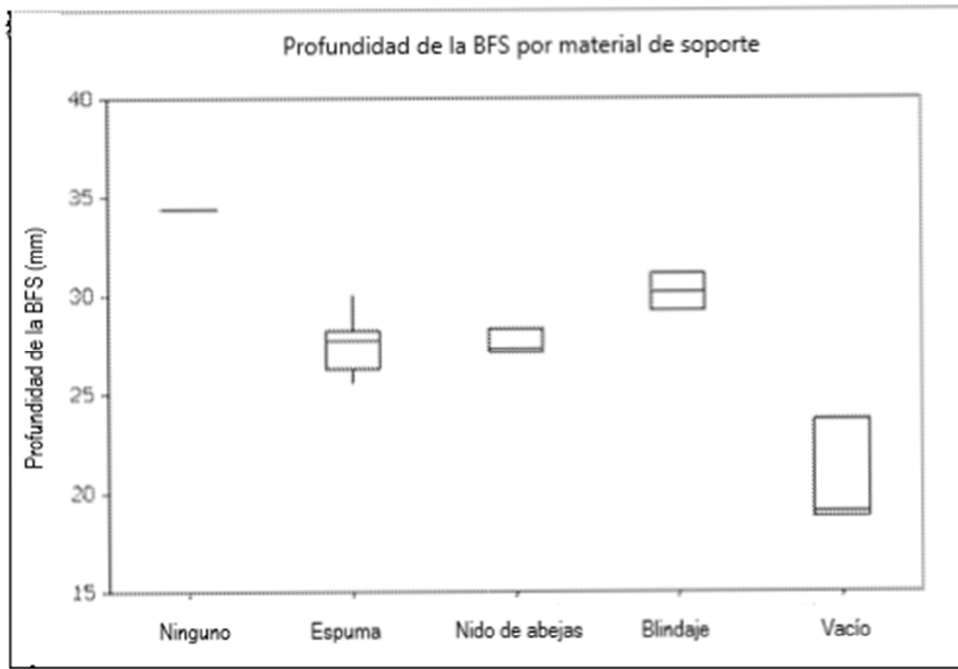 Profundidad de la BFS por material de soporte
40
35
30
25
20
15
Profundidad de la BFS (mm)
Ninguno Espuma Nido de abejas Blindaje Vacío